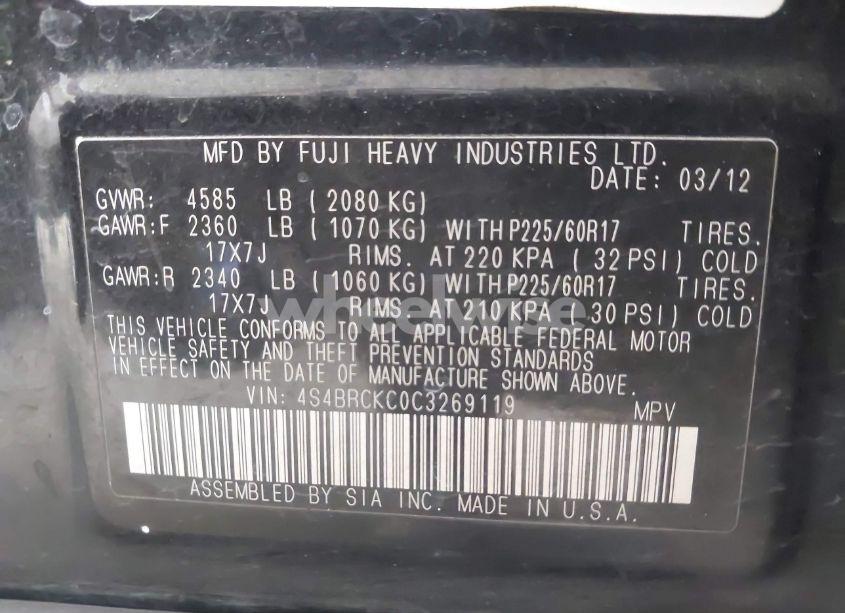 MFD BY FUJI HEAVY INDUSTRIES LTD.
DATE: 03/12
GVWR: 4585 LB ( 2080 KG)
GAWR:F 2360 LB ( 1070 KG) WITH P225/60R17 TIRES.
17X7J RIMS. AT 220 KPA ( 32 PSI) COLD
GAWR:R 2340 LB ( 1060 KG) WITH P225/60R17 TIRES.
17X7J RIMS. AT 210 KPA ( 30 PSI) COLD
wheelwise
THIS VEHICLE CONFORMS TO ALL APPLICABLE FEDERAL MOTOR
VEHICLE SAFETY AND THEFT PREVENTION STANDARDS
IN EFFECT ON THE DATE OF MANUFACTURE SHOWN ABOVE.
VIN: 4S4BRCKC0C3269119 MPV
ASSEMBLED BY SIA INC. MADE IN U.S.A.